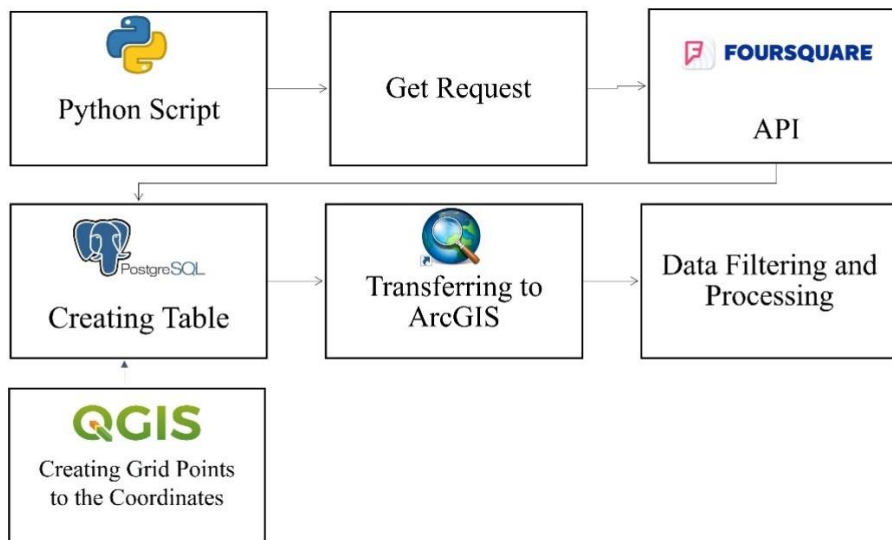 Python Script
Get Request
FOURSQUARE
API
PostgreSQL
Creating Table
Transferring to
ArcGIS
Data Filtering and
Processing
QGIS
Creating Grid Points
to the Coordinates